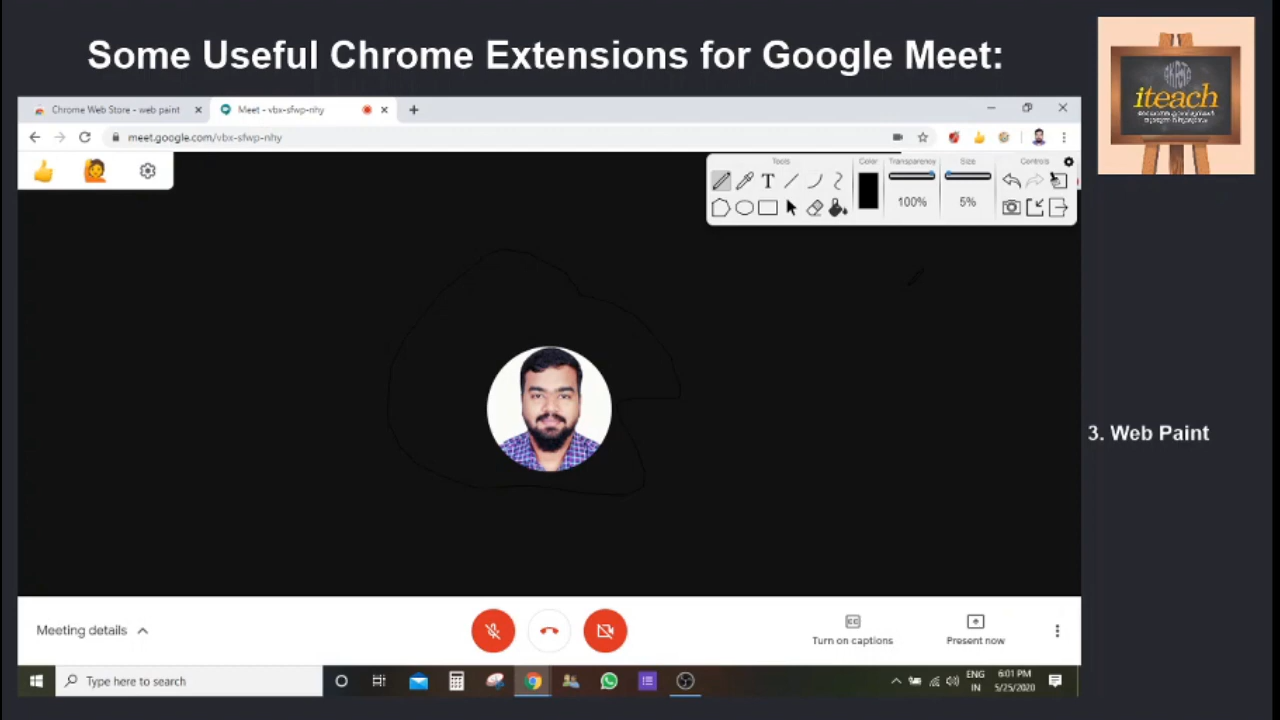 Some Useful Chrome Extensions for Google Meet:
iteach
Chrome Web Store - web paint
Meet - vbx-sfwp-nhy
meet.google.com/vbx-sfwp-nhy
Tools
Color
Transparency
Size
Controls
T
100%
5%
3. Web Paint
Meeting details
CC
Turn on captions
Present now
Type here to search
ENG
IN
6:01 PM
5/25/2020